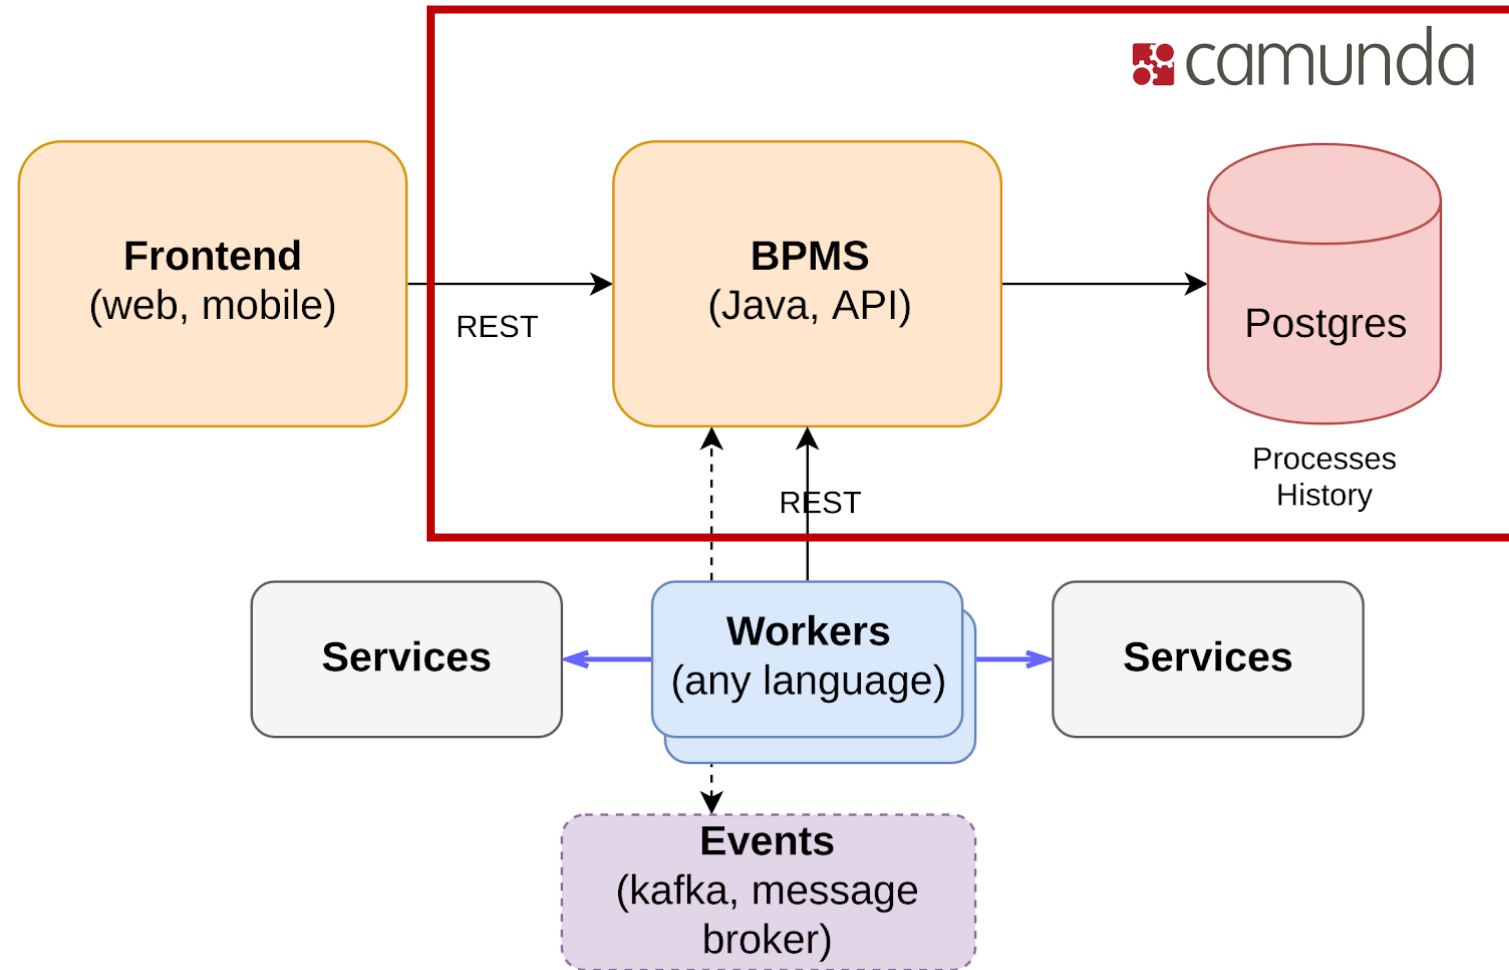 camunda
Frontend
(web, mobile)
REST
BPMS
(Java, API)
Postgres
Processes
History
REST
Services
Workers
(any language)
Services
Events
(kafka, message
broker)